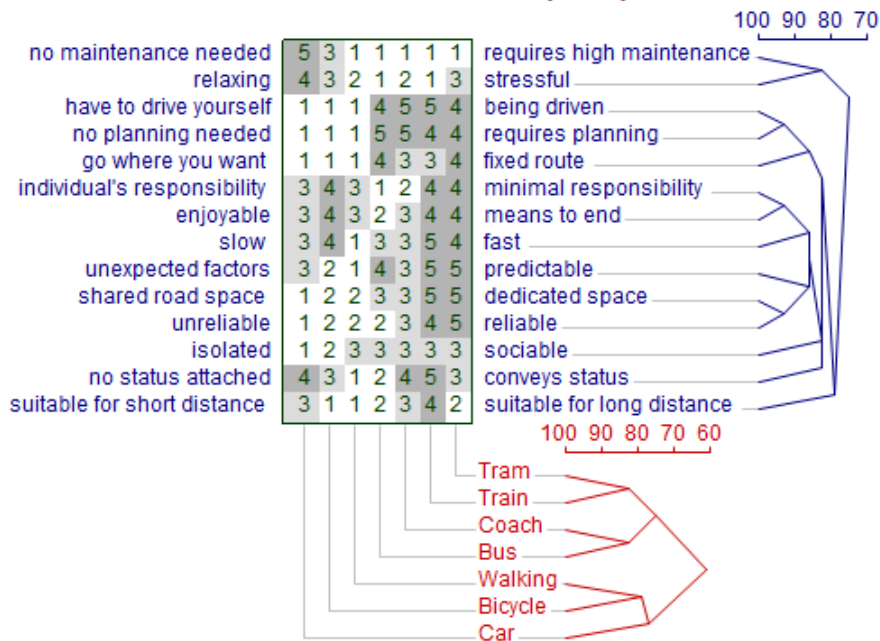 100 90 80 70
no maintenance needed 5 3 1 1 1 1 1 requires high maintenance
relaxing 4 3 2 1 2 1 3 stressful
have to drive yourself 1 1 1 4 5 5 4 being driven
no planning needed 1 1 1 5 5 4 4 requires planning
go where you want 1 1 1 4 3 3 4 fixed route
individual's responsibility 3 4 3 1 2 4 4 minimal responsibility
enjoyable 3 4 3 2 3 4 4 means to end
slow 3 4 1 3 3 5 4 fast
unexpected factors 3 2 1 4 3 5 5 predictable
shared road space 1 2 2 3 3 5 5 dedicated space
unreliable 1 2 2 2 3 4 5 reliable
isolated 1 2 3 3 3 3 3 sociable
no status attached 4 3 1 2 4 5 3 conveys status
suitable for short distance 3 1 1 2 3 4 2 suitable for long distance
100 90 80 70 60
Tram
Train
Coach
Bus
Walking
Bicycle
Car